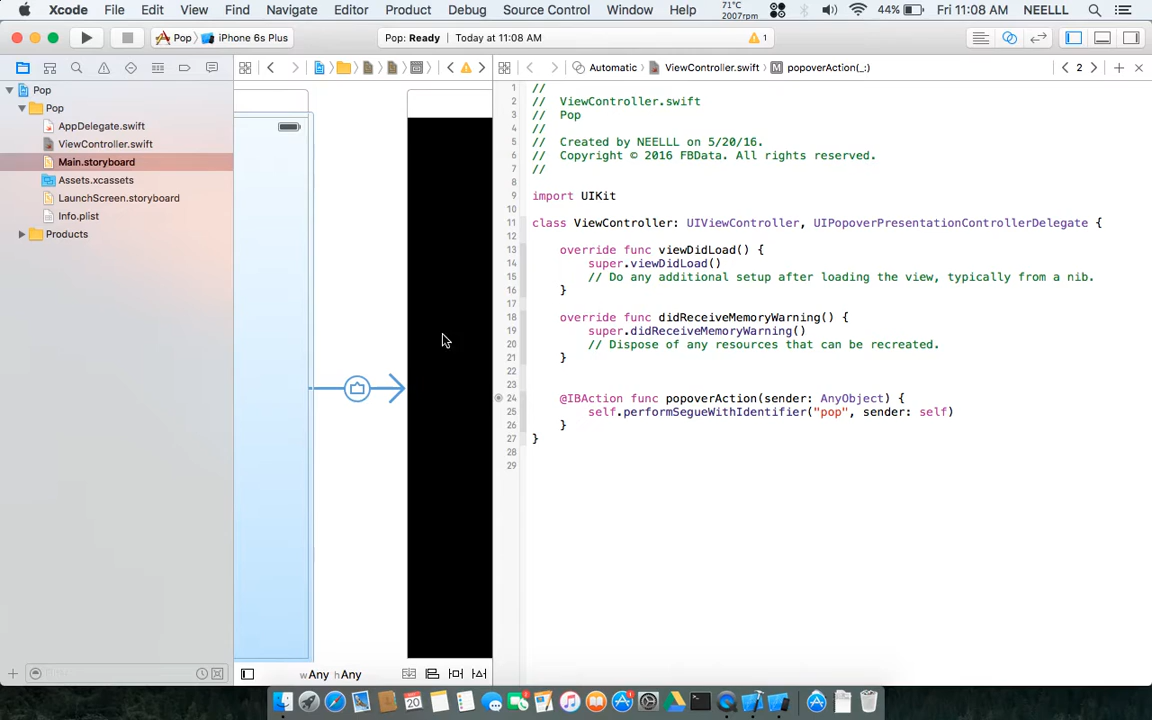 Xcode File Edit View Find Navigate Editor Product Debug Source Control Window Help 71°C 2007rpm 44% Fri 11:08 AM NEELLL
Pop iPhone 6s Plus Pop: Ready Today at 11:08 AM 1
Automatic ViewController.swift M popoverAction(_:) 2
Pop
Pop
AppDelegate.swift
ViewController.swift
Main.storyboard
Assets.xcassets
LaunchScreen.storyboard
Info.plist
Products
1 //
2 // ViewController.swift
3 // Pop
4 //
5 // Created by NEELLL on 5/20/16.
6 // Copyright © 2016 FBData. All rights reserved.
7 //
8
9 import UIKit
10
11 class ViewController: UIViewController, UIPopoverPresentationControllerDelegate {
12
13 override func viewDidLoad() {
14 super.viewDidLoad()
15 // Do any additional setup after loading the view, typically from a nib.
16 }
17
18 override func didReceiveMemoryWarning() {
19 super.didReceiveMemoryWarning()
20 // Dispose of any resources that can be recreated.
21 }
22
23
24 @IBAction func popoverAction(sender: AnyObject) {
25 self.performSegueWithIdentifier("pop", sender: self)
26 }
27 }
28
29
wAny hAny
20